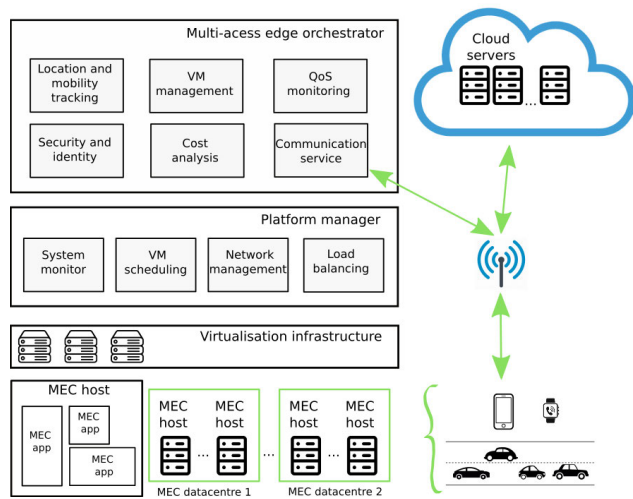 Multi-acess edge orchestrator
Location and
mobility
tracking
VM
management
QoS
monitoring
Security and
identity
Cost
analysis
Communication
service
Cloud
servers
...
Platform manager
System
monitor
VM
scheduling
Network
management
Load
balancing
Virtualisation infrastructure
MEC host
MEC
app
MEC
app
MEC
app
MEC
host
MEC
host
...
MEC datacentre 1
...
MEC
host
MEC
host
...
MEC datacentre 2